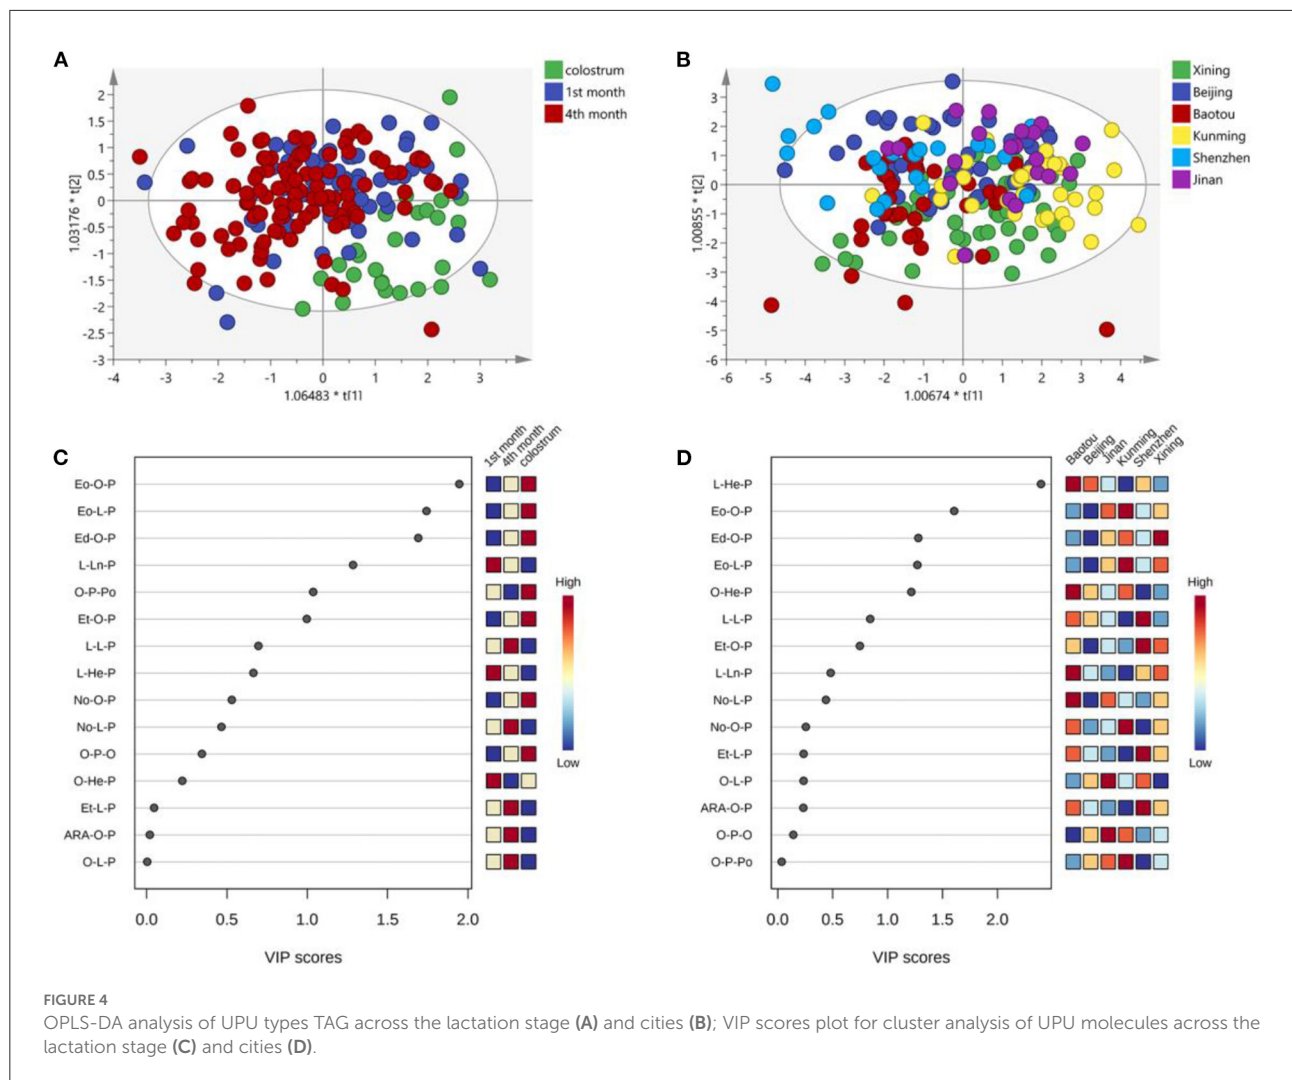 A
colostrum
1st month
4th month
1.03176 * t[2]
2
1.5
1
0.5
0
-0.5
-1
-1.5
-2
-2.5
-3
-4 -3 -2 -1 0 1 2 3
1.06483 * t[1]
B
Xining
Beijing
Baotou
Kunming
Shenzhen
Jinan
1.00855 * t[2]
3
2
1
0
-1
-2
-3
-4
-5
-6
-6 -5 -4 -3 -2 -1 0 1 2 3 4
1.00674 * t[1]
C
1st month
4th month
colostrum
Eo-O-P
Eo-L-P
Ed-O-P
L-Ln-P
O-P-Po
Et-O-P
L-L-P
L-He-P
No-O-P
No-L-P
O-P-O
O-He-P
Et-L-P
ARA-O-P
O-L-P
High
Low
0.0 0.5 1.0 1.5 2.0
VIP scores
D
Baotou
Beijing
Jinan
Kunming
Shenzhen
Xining
L-He-P
Eo-O-P
Ed-O-P
Eo-L-P
O-He-P
L-L-P
Et-O-P
L-Ln-P
No-L-P
No-O-P
Et-L-P
O-L-P
ARA-O-P
O-P-O
O-P-Po
High
Low
0.0 0.5 1.0 1.5 2.0
VIP scores
FIGURE 4
OPLS-DA analysis of UPU types TAG across the lactation stage (A) and cities (B); VIP scores plot for cluster analysis of UPU molecules across the
lactation stage (C) and cities (D).